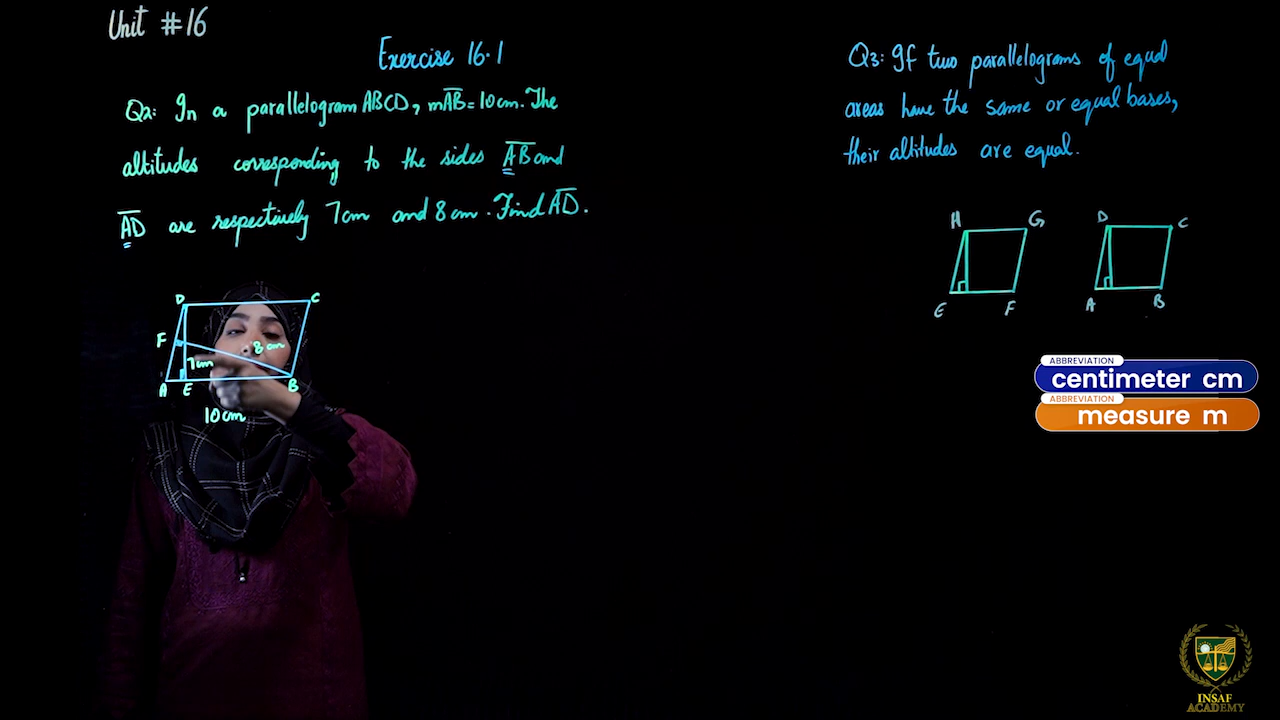 Unit #16
Exercise 16.1
Q2: In a parallelogram ABCD, mAB = 10cm. The
altitudes corresponding to the sides AB and
AD are respectively 7cm and 8cm. Find AD.
D
C
F
8 cm
7cm
A
E
B
10cm
Q3: If two parallelograms of equal
areas have the same or equal bases,
their altitudes are equal.
H
G
E
F
D
C
A
B
ABBREVIATION
centimeter cm
ABBREVIATION
measure m
INSAF
ACADEMY